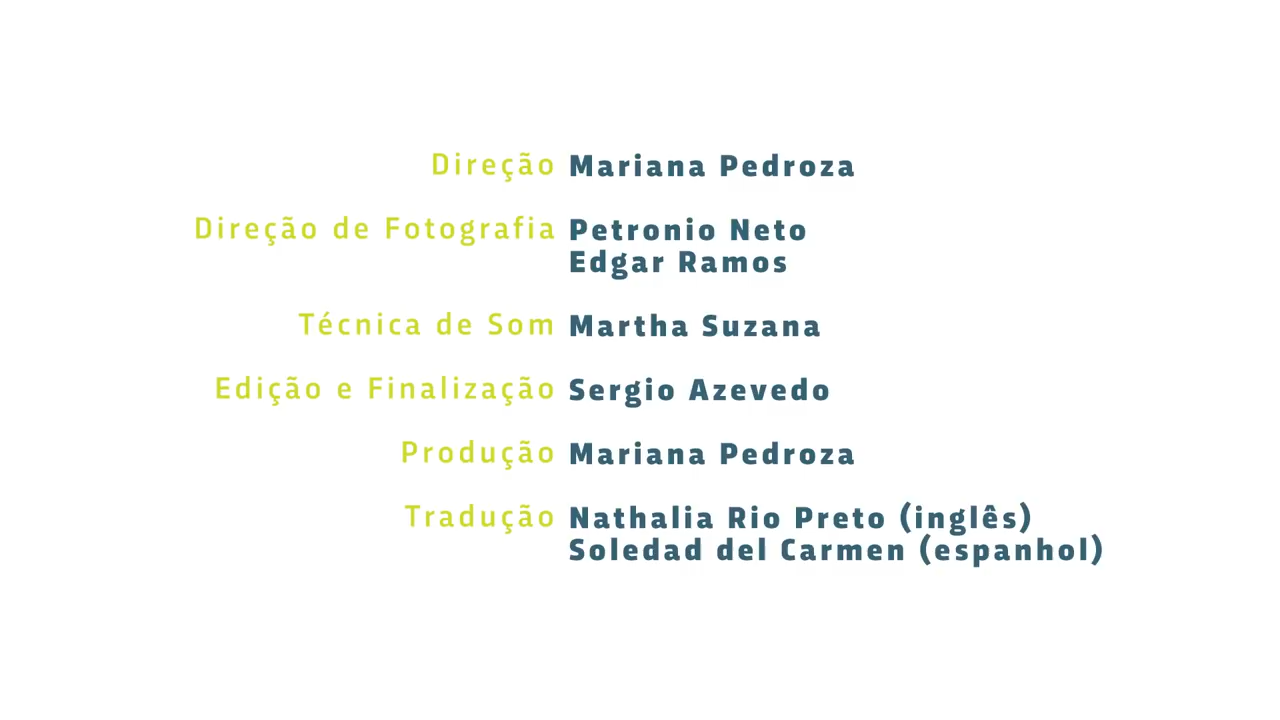 Direção Mariana Pedroza
Direção de Fotografia Petronio Neto
Edgar Ramos
Técnica de Som Martha Suzana
Edição e Finalização Sergio Azevedo
Produção Mariana Pedroza
Tradução Nathalia Rio Preto (inglês)
Soledad del Carmen (espanhol)